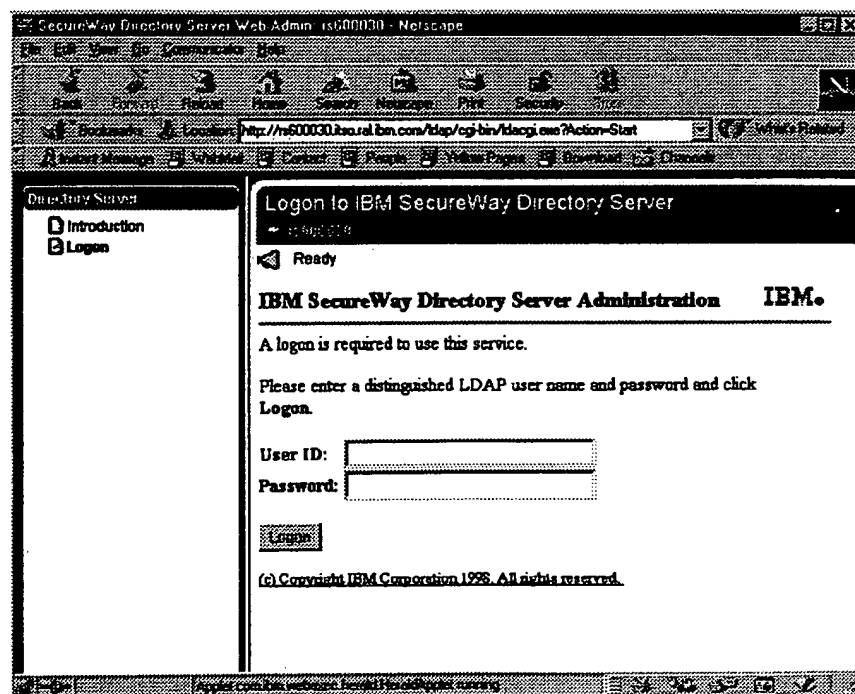 SecureWay Directory Server Web Admin: rs600030 - Netscape
File Edit View Go Communicator Help
Back Forward Reload Home Search Netscape Print Security
Bookmarks Location: http://rs600030.itso.ral.ibm.com/ldap/cgi-bin/ldacgi.exe?Action=Start What's Related
Instant Message WebMail Contact People Yellow Pages Download Channels
Directory Server
Introduction
Logon
Logon to IBM SecureWay Directory Server
Ready
IBM SecureWay Directory Server Administration IBM
A logon is required to use this service.
Please enter a distinguished LDAP user name and password and click
Logon.
User ID:
Password:
Logon
(c) Copyright IBM Corporation 1998. All rights reserved.
running